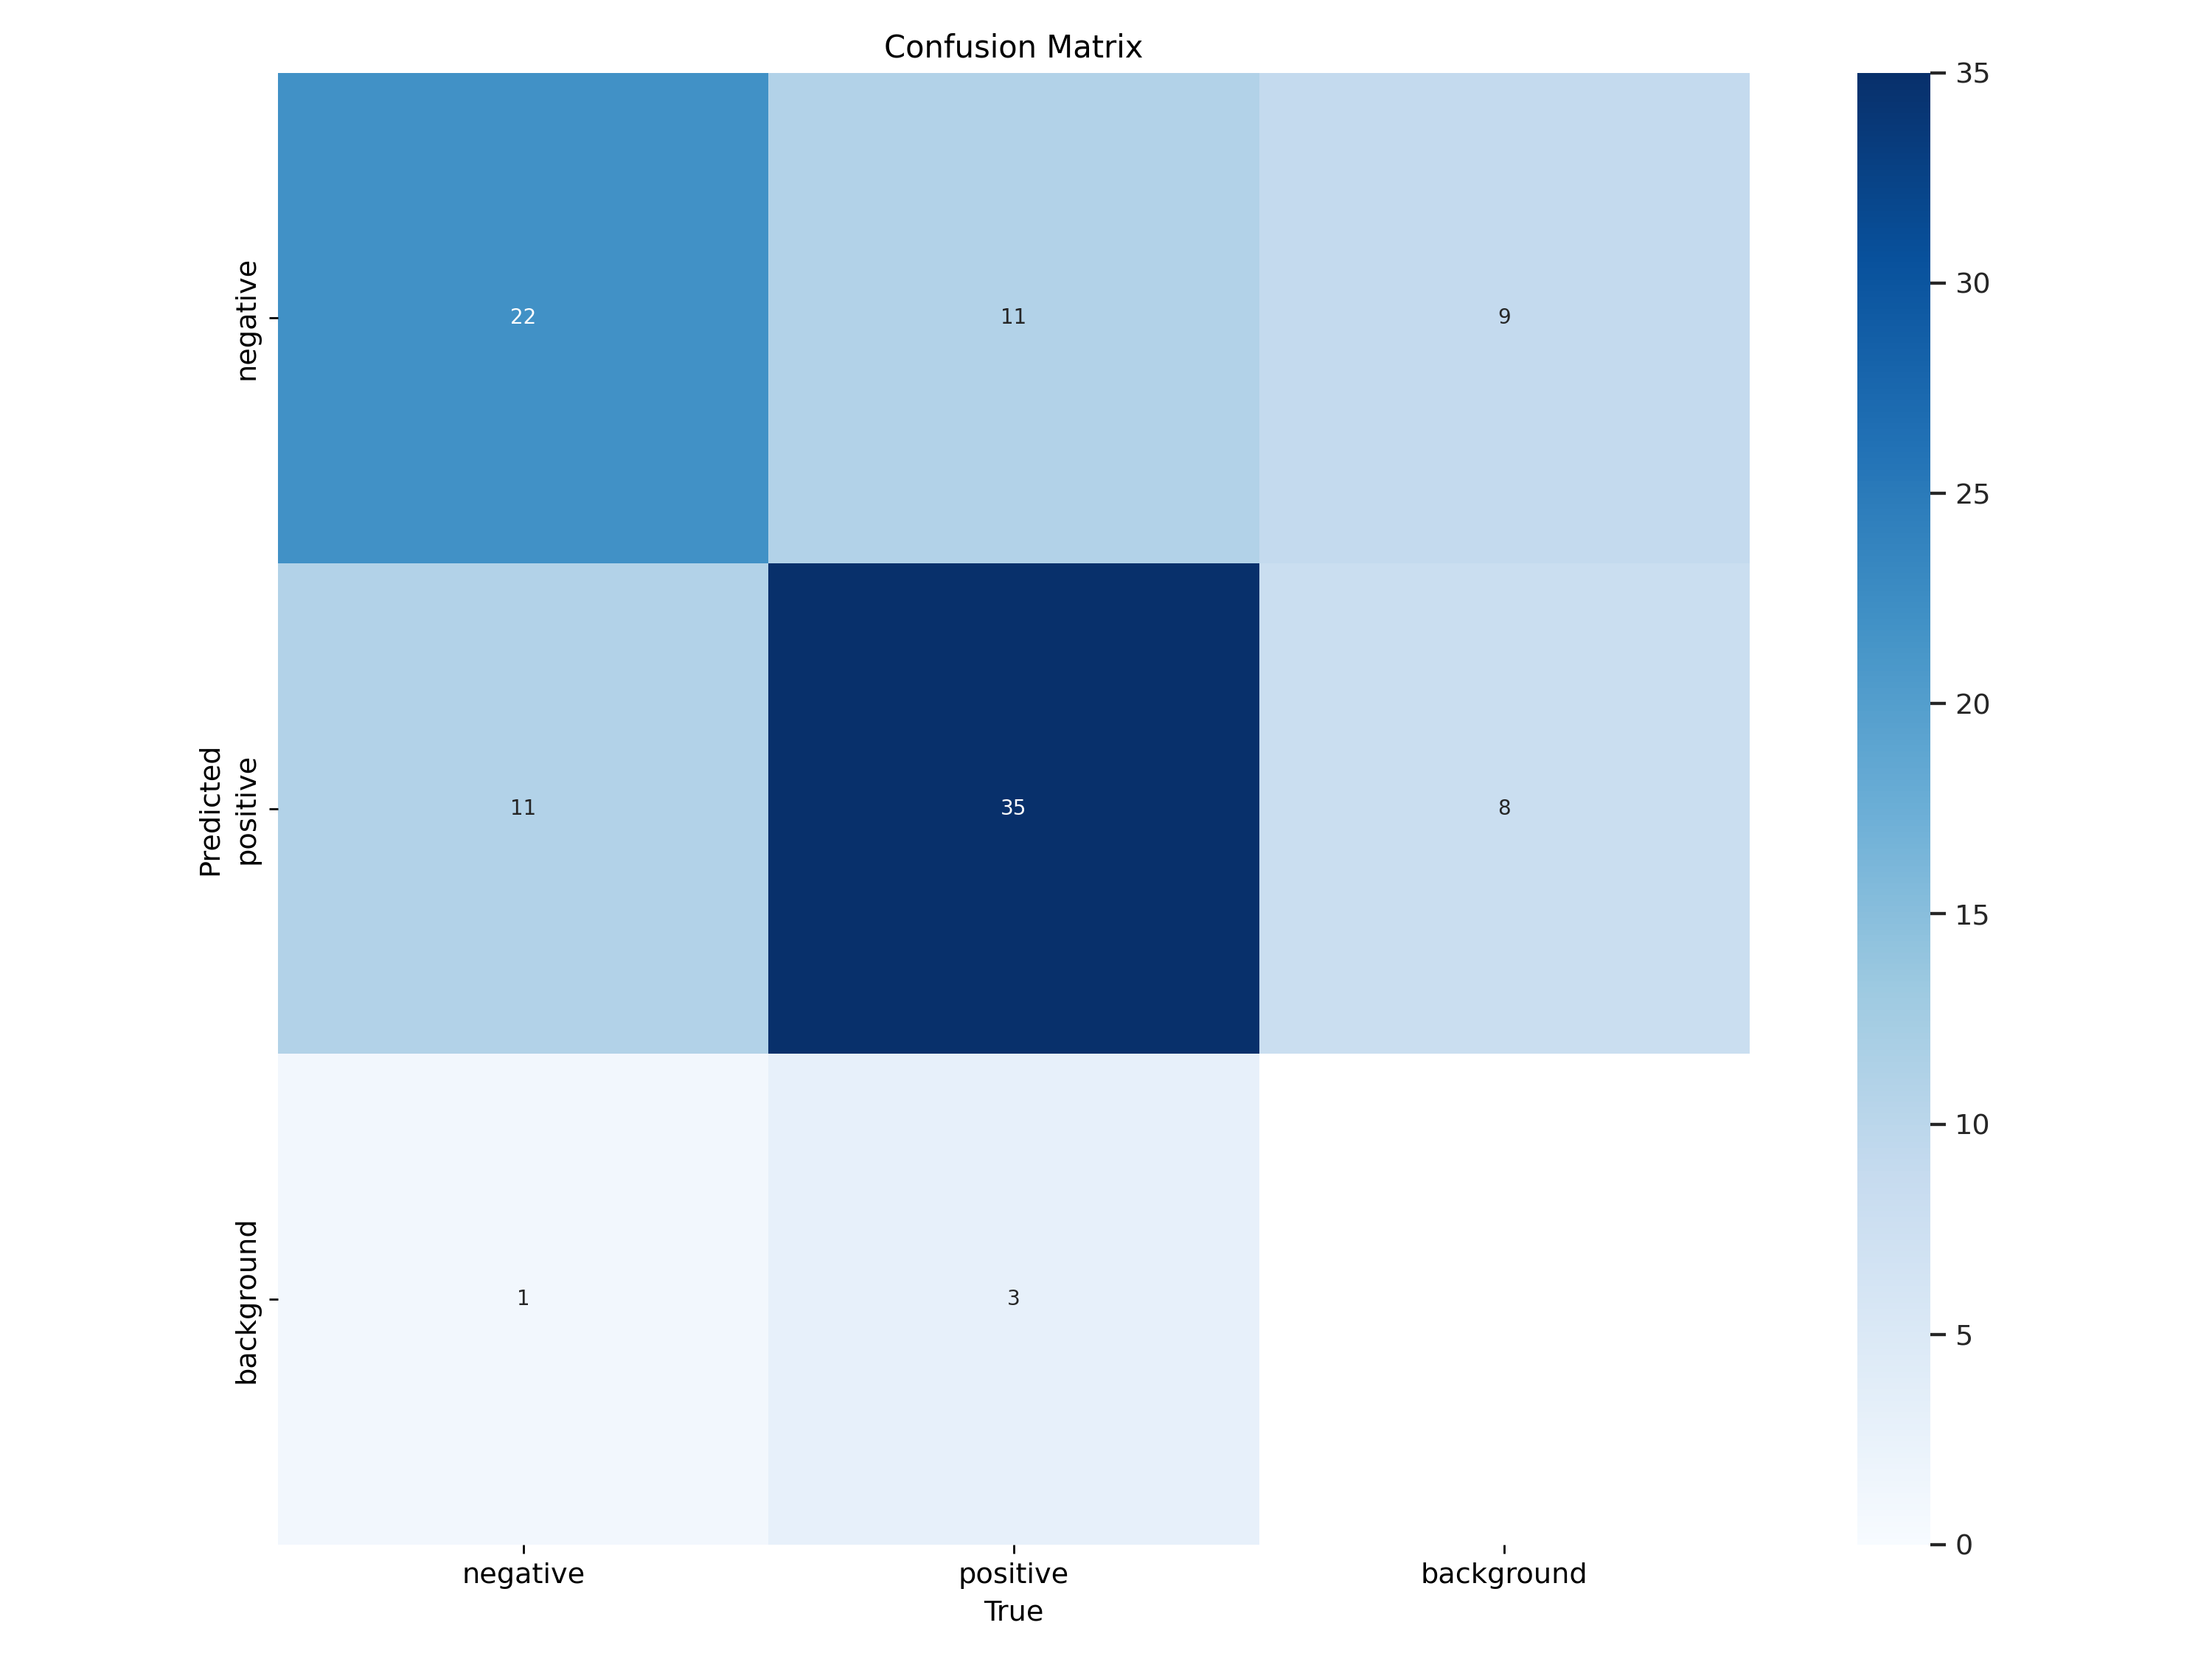 Confusion Matrix
negative
22
11
9
Predicted
positive
11
35
8
background
1
3
negative
positive
background
True
35
30
25
20
15
10
5
0